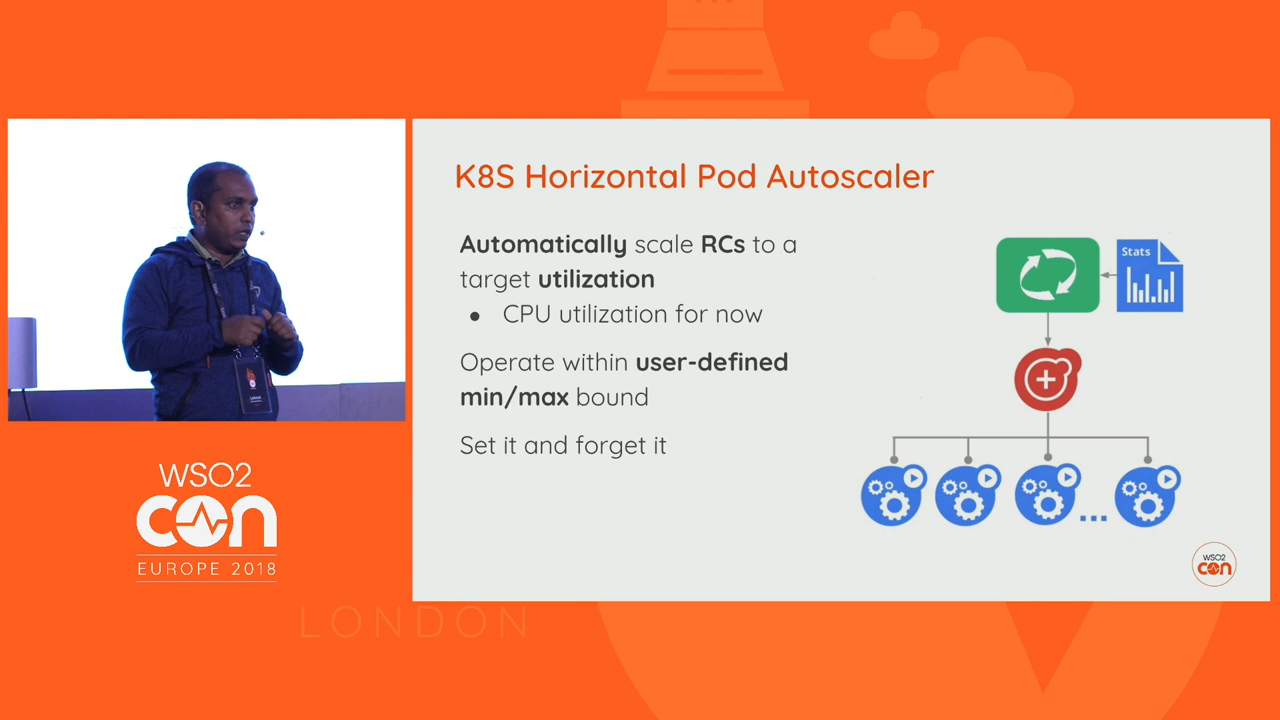 K8S Horizontal Pod Autoscaler
Automatically scale RCs to a
target utilization
● CPU utilization for now
Operate within user-defined
min/max bound
Set it and forget it
Stats
...
WSO2
CON
EUROPE 2018
LONDON
WSO2
CON